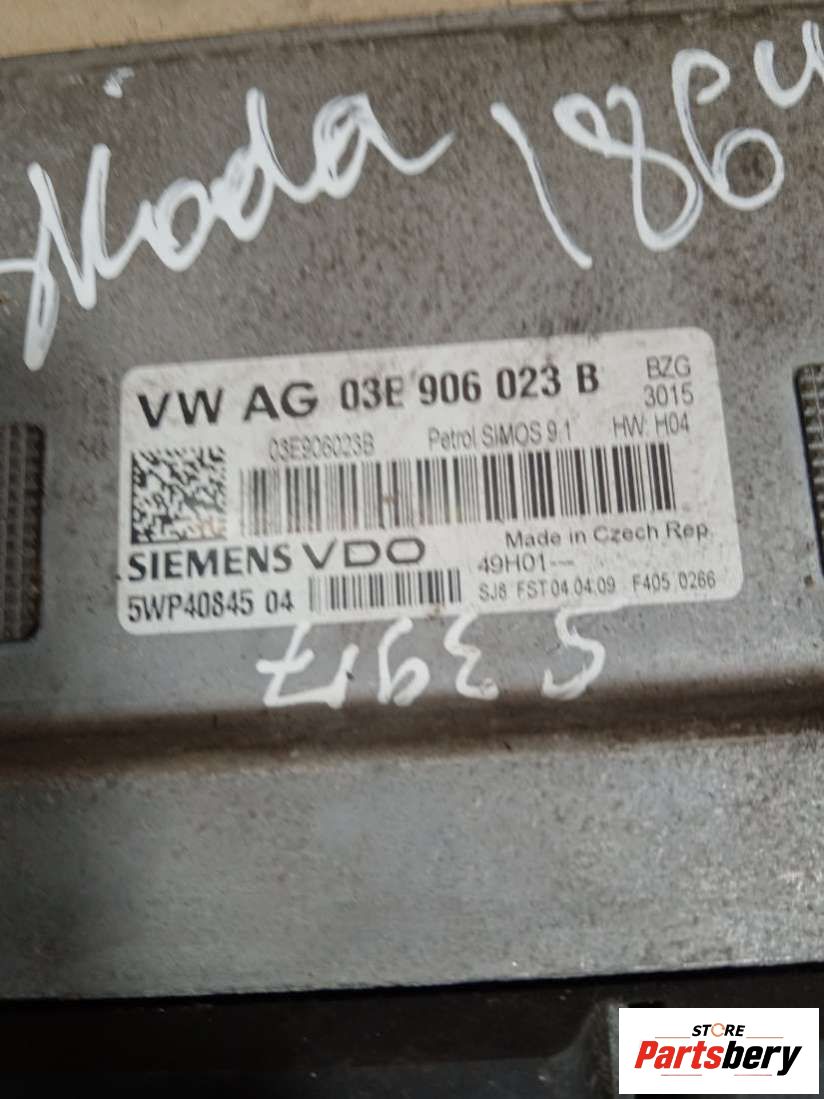 Skoda 1864
VW AG 03E 906 023 B BZG
3015
03E906023B Petrol SIMOS 9.1 HW: H04
SIEMENS VDO Made in Czech Rep.
49H01---
5WP40845 04 SJ8 FST 04.04.09 F405 0266
53917
STORE
Partsbery